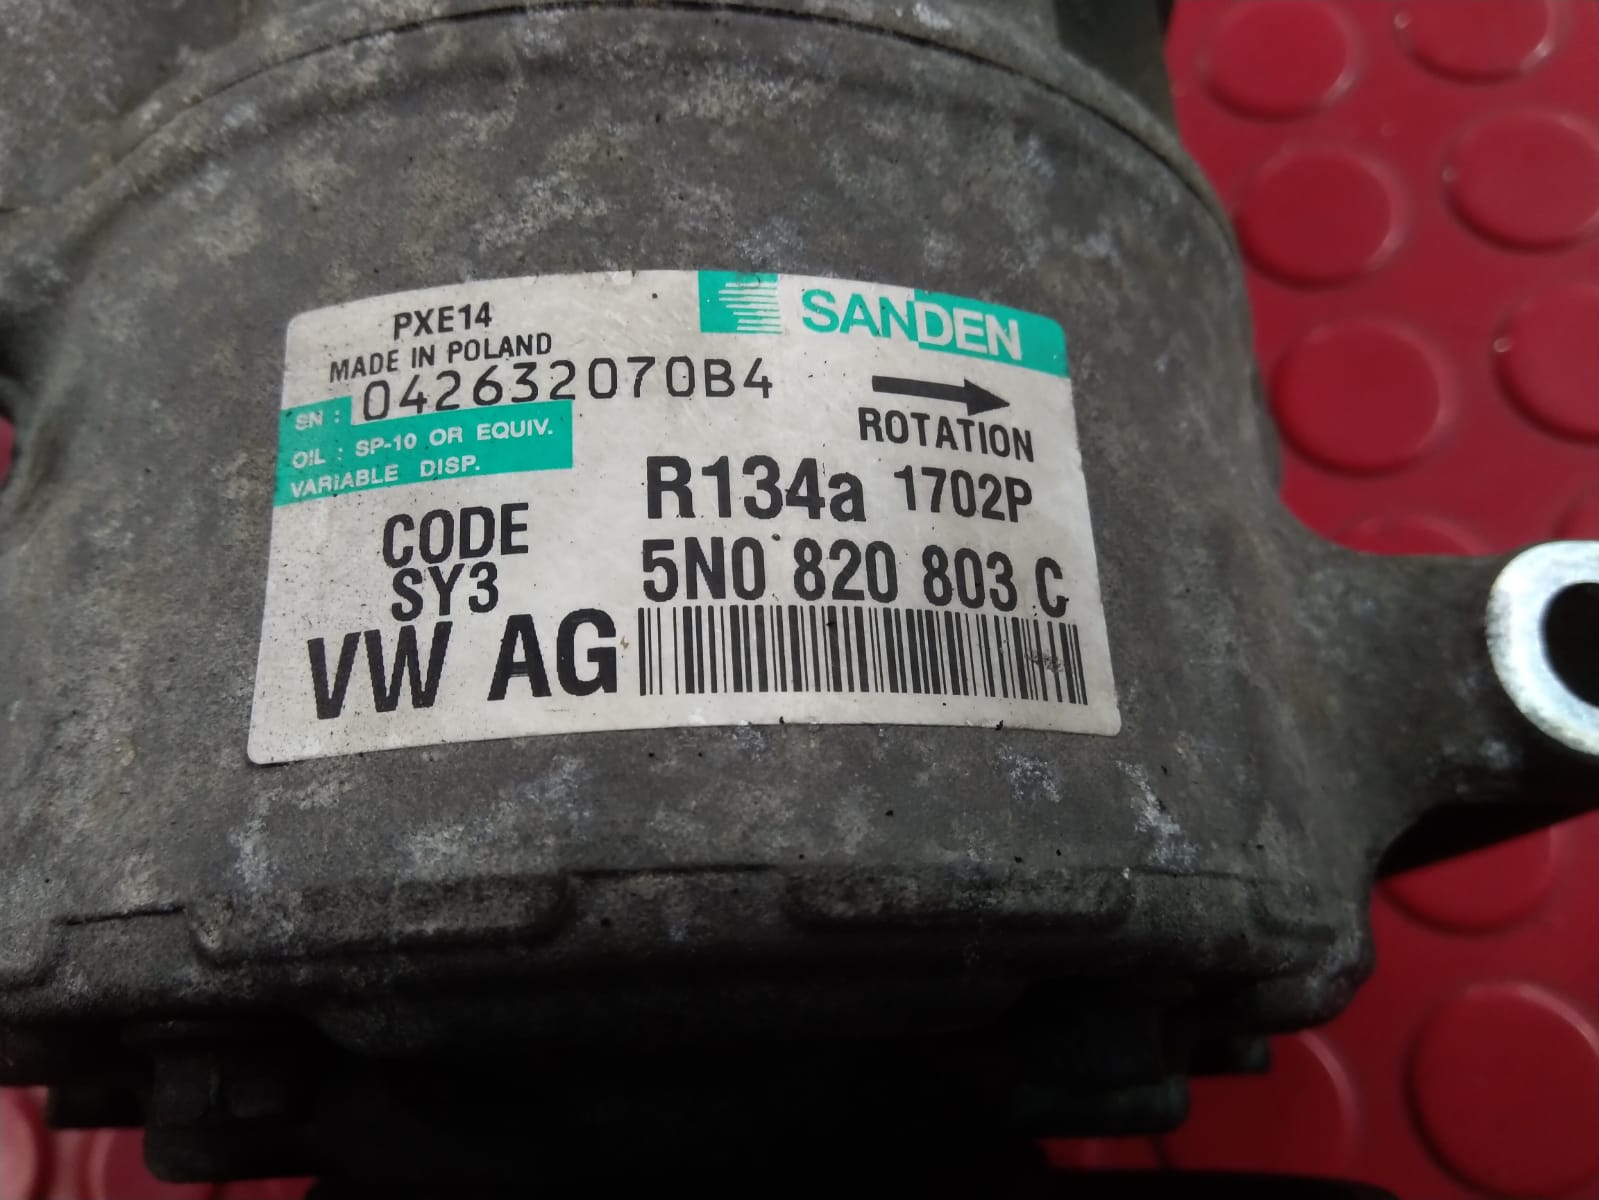 SANDEN
PXE14
MADE IN POLAND
SN : 042632070B4
ROTATION
OIL : SP-10 OR EQUIV.
VARIABLE DISP.
R134a 1702P
CODE
SY3
5N0 820 803 C
VW AG